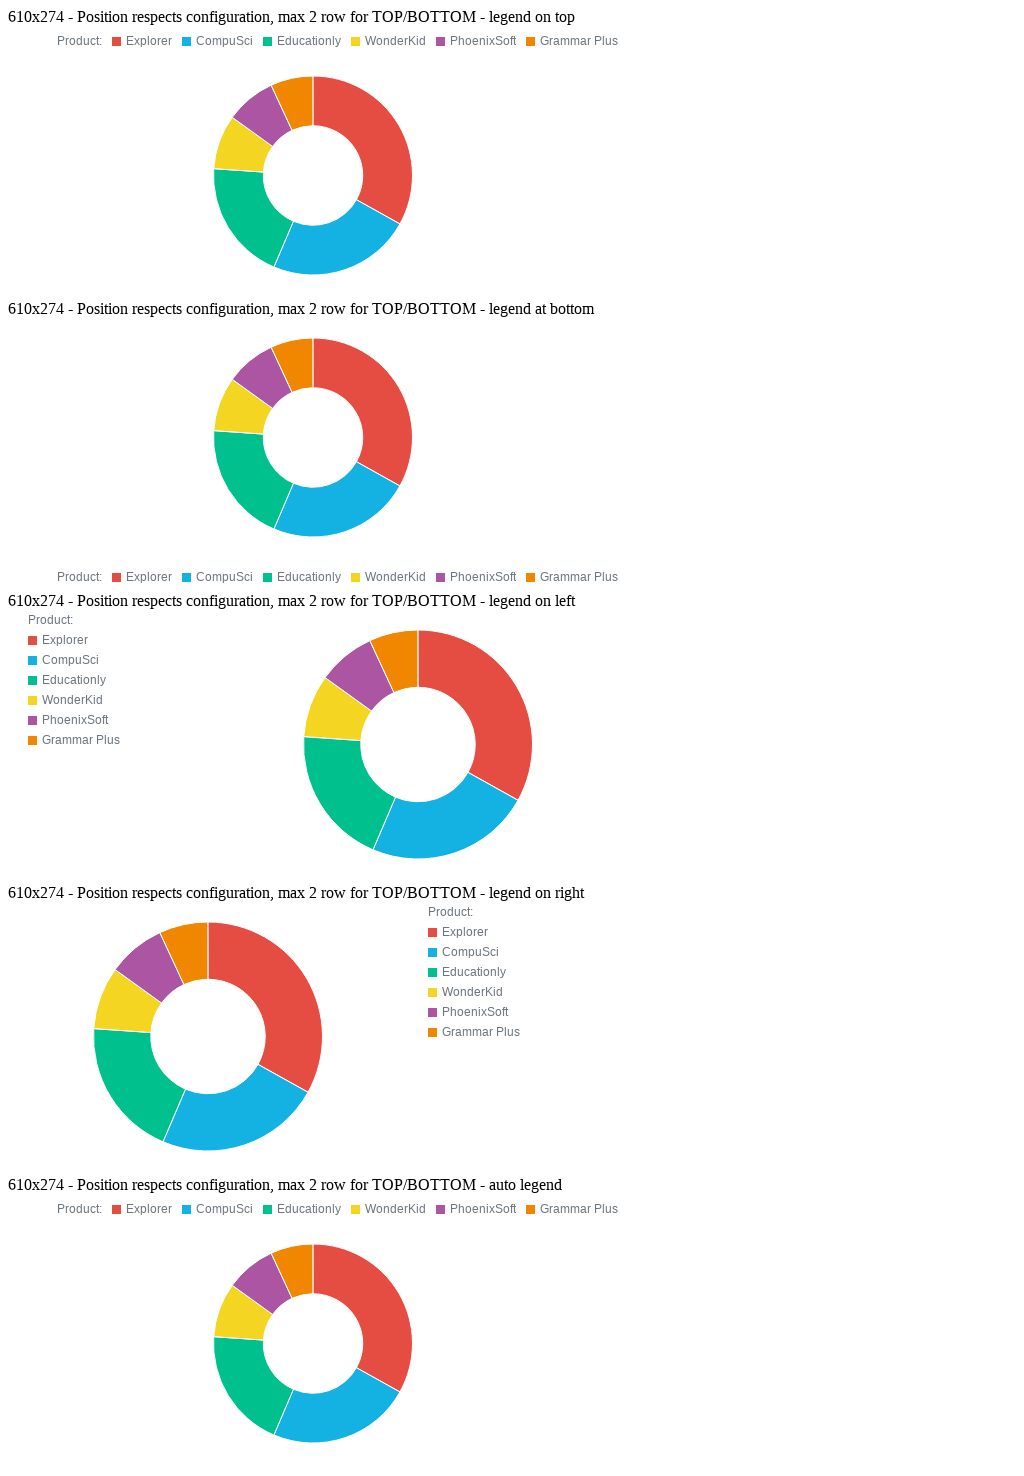 610x274 - Position respects configuration, max 2 row for TOP/BOTTOM - legend on top
Product: Explorer CompuSci Educationly WonderKid PhoenixSoft Grammar Plus
610x274 - Position respects configuration, max 2 row for TOP/BOTTOM - legend at bottom
Product: Explorer CompuSci Educationly WonderKid PhoenixSoft Grammar Plus
610x274 - Position respects configuration, max 2 row for TOP/BOTTOM - legend on left
Product:
Explorer
CompuSci
Educationly
WonderKid
PhoenixSoft
Grammar Plus
610x274 - Position respects configuration, max 2 row for TOP/BOTTOM - legend on right
Product:
Explorer
CompuSci
Educationly
WonderKid
PhoenixSoft
Grammar Plus
610x274 - Position respects configuration, max 2 row for TOP/BOTTOM - auto legend
Product: Explorer CompuSci Educationly WonderKid PhoenixSoft Grammar Plus